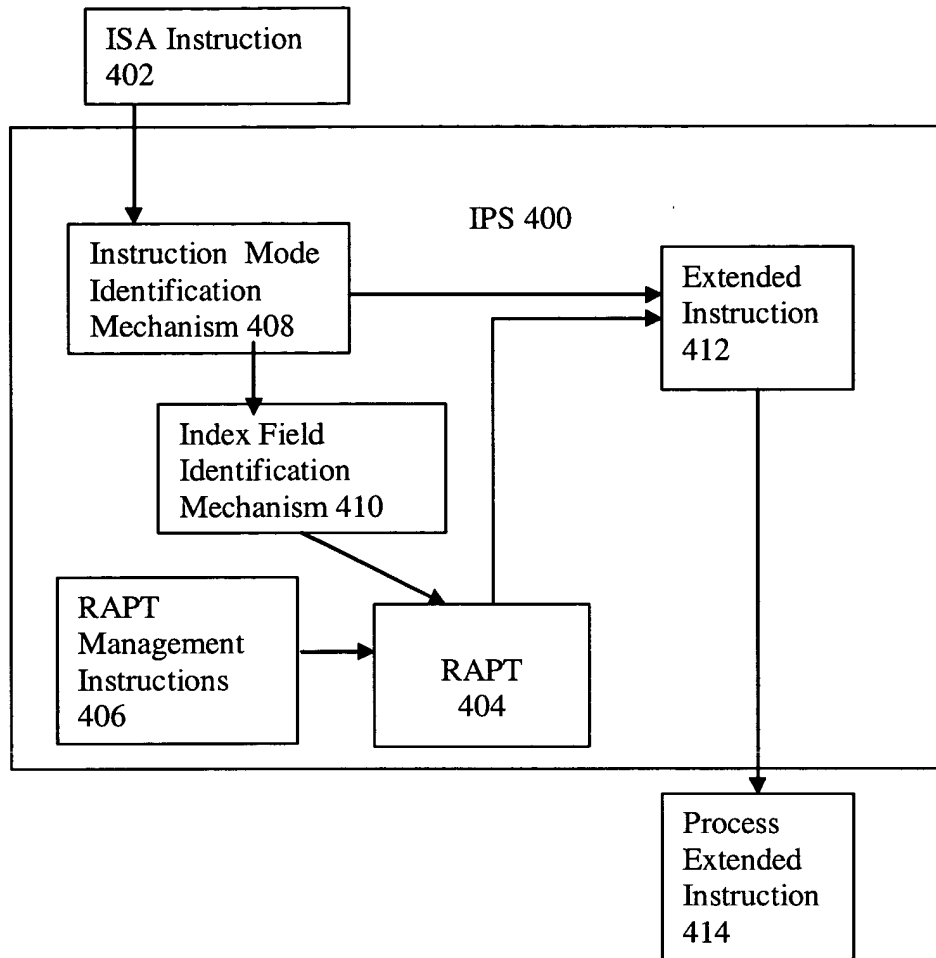 ISA Instruction
402
IPS 400
Instruction Mode
Identification
Mechanism 408
Extended
Instruction
412
Index Field
Identification
Mechanism 410
RAPT
Management
Instructions
406
RAPT
404
Process
Extended
Instruction
414